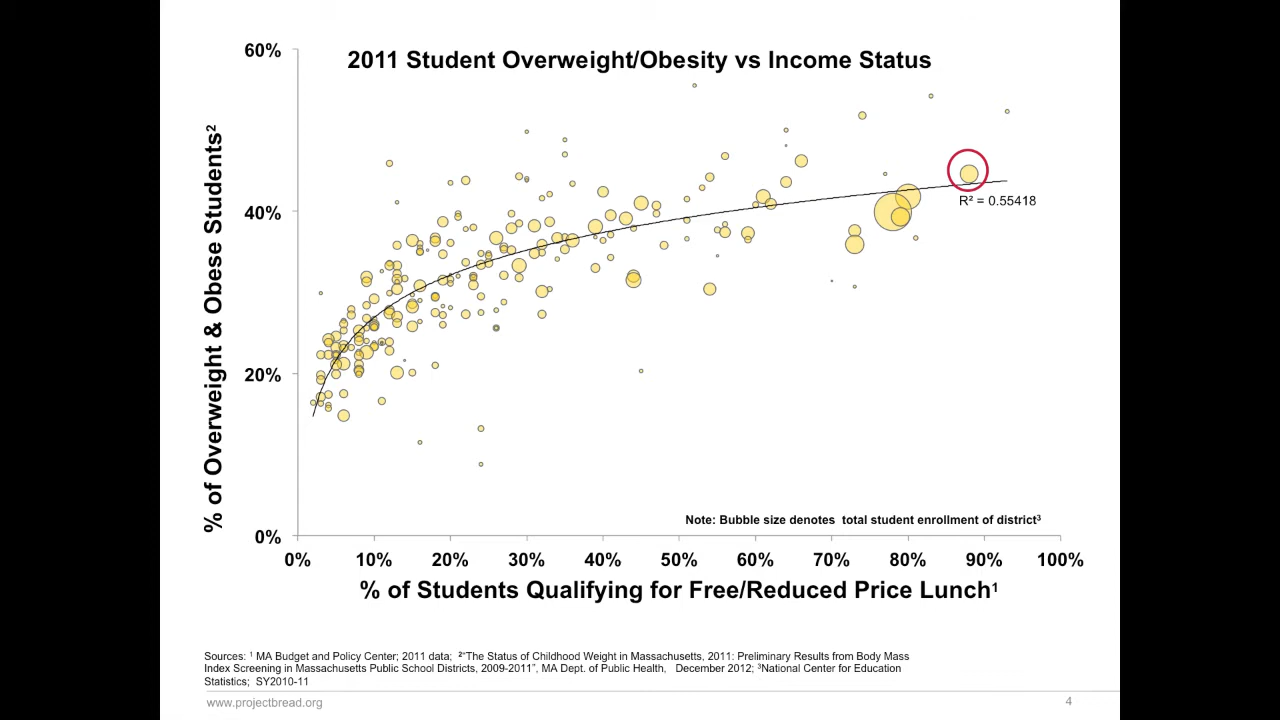 2011 Student Overweight/Obesity vs Income Status
% of Overweight & Obese Students²
60%
40%
20%
0%
R² = 0.55418
Note: Bubble size denotes total student enrollment of district³
0% 10% 20% 30% 40% 50% 60% 70% 80% 90% 100%
% of Students Qualifying for Free/Reduced Price Lunch¹
Sources: ¹ MA Budget and Policy Center; 2011 data; ²“The Status of Childhood Weight in Massachusetts, 2011: Preliminary Results from Body Mass
Index Screening in Massachusetts Public School Districts, 2009-2011”, MA Dept. of Public Health, December 2012; ³National Center for Education
Statistics; SY2010-11
www.projectbread.org
4